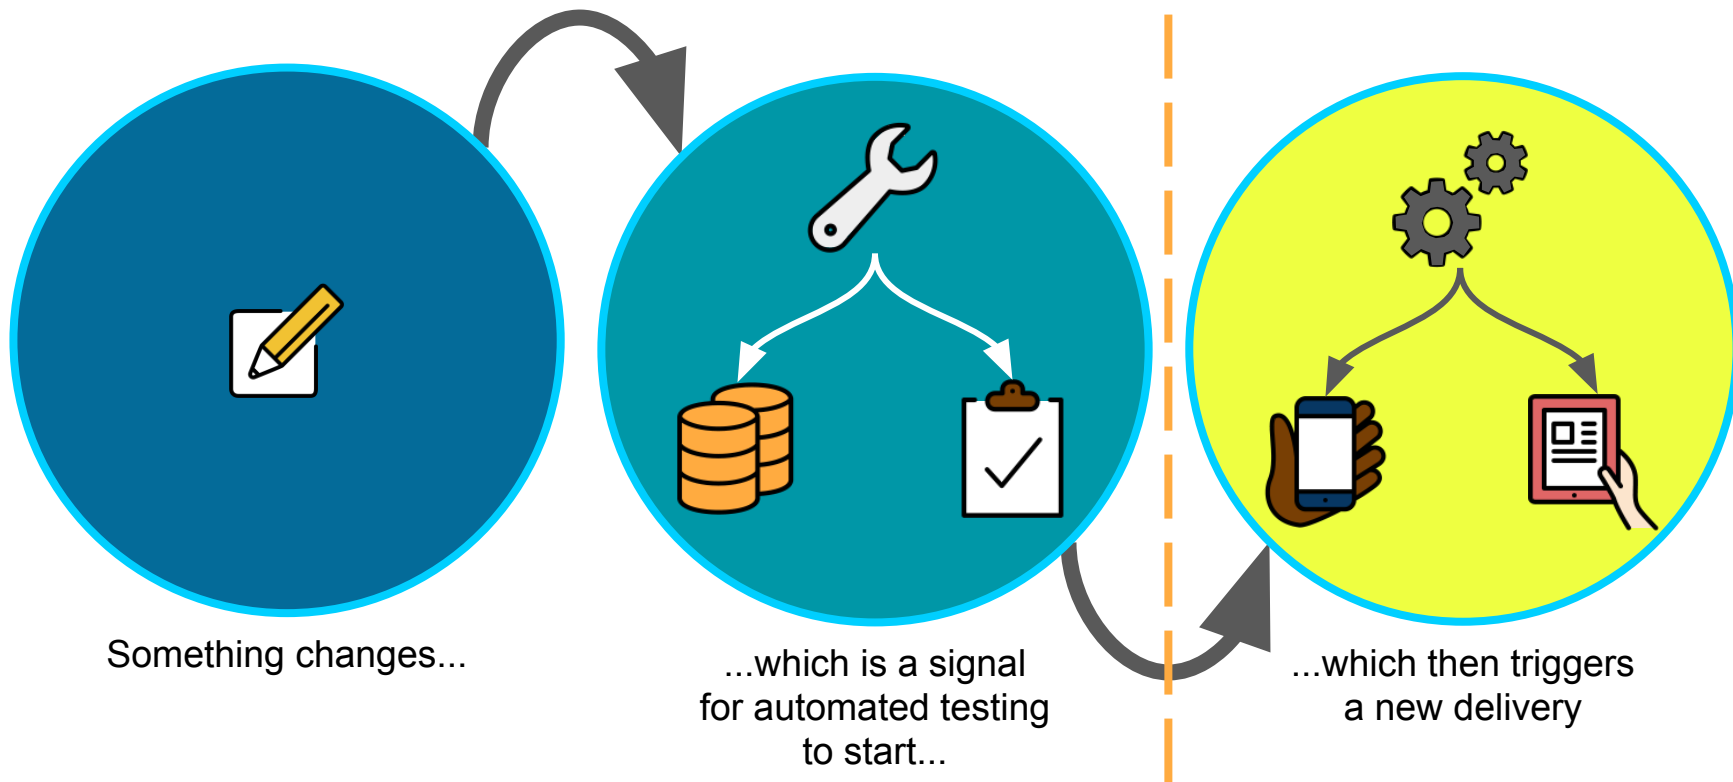 Something changes...
...which is a signal
for automated testing
to start...
...which then triggers
a new delivery